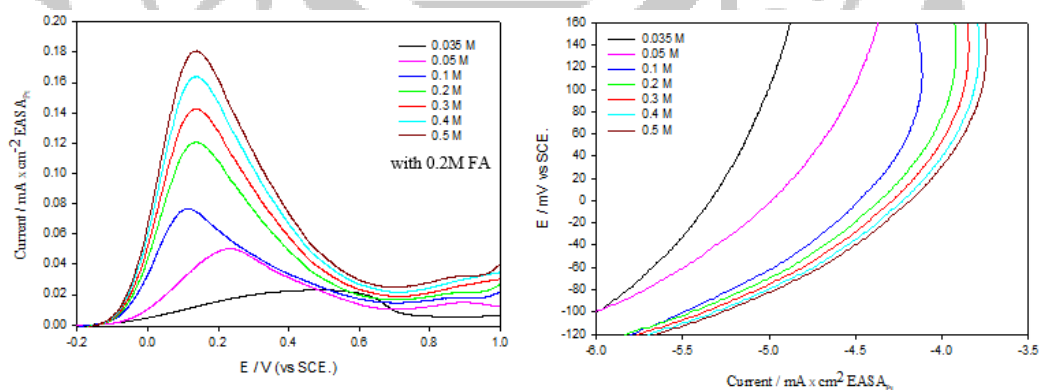 0.20
0.18
0.16
0.14
0.12
0.10
0.08
0.06
0.04
0.02
0.00
-0.2
0.0
0.2
0.4
0.6
0.8
1.0
Current / mA x cm⁻² EASA_Pt
E / V (vs SCE.)
0.035 M
0.05 M
0.1 M
0.2 M
0.3 M
0.4 M
0.5 M
with 0.2M FA
160
140
120
100
80
60
40
20
0
-20
-40
-60
-80
-100
-120
-6.0
-5.5
-5.0
-4.5
-4.0
-3.5
E / mV vs SCE.
Current / mA x cm² EASA_Pt
0.035 M
0.05 M
0.1 M
0.2 M
0.3 M
0.4 M
0.5 M